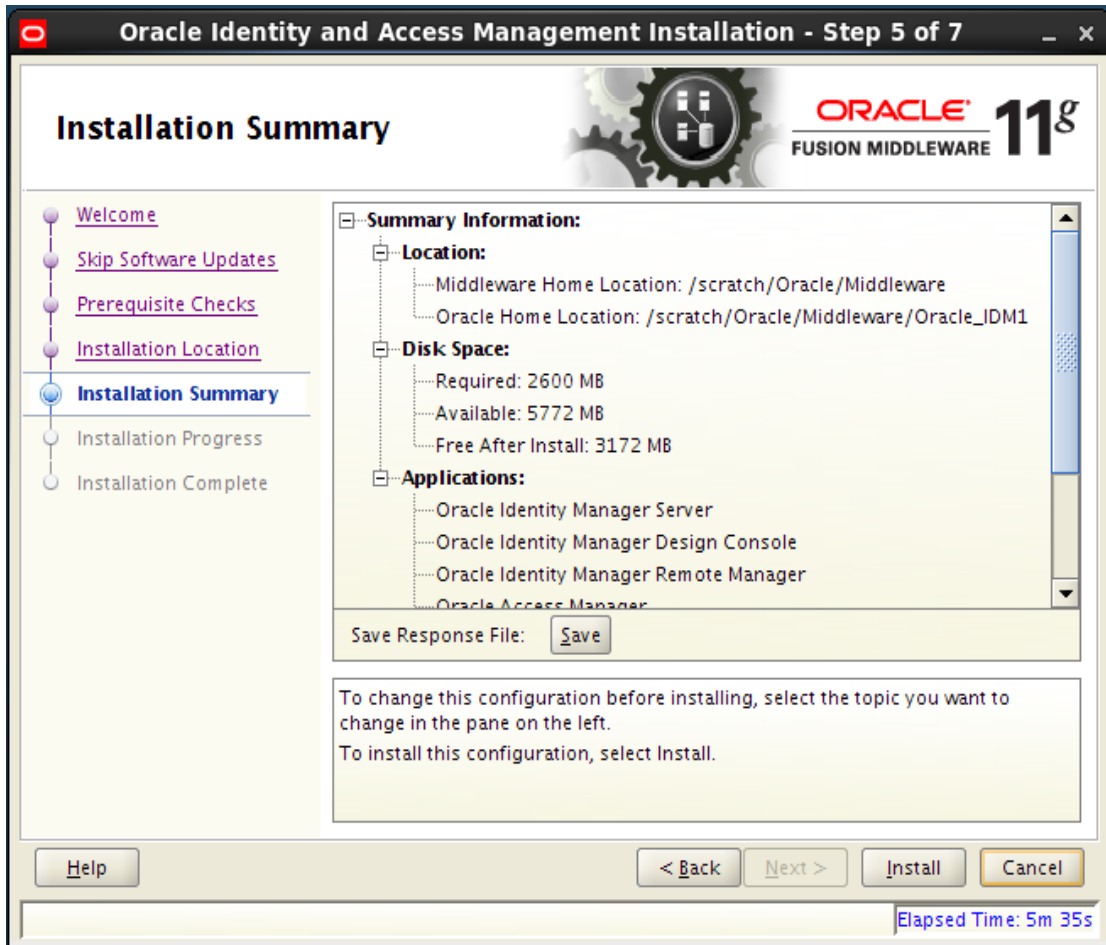 Oracle Identity and Access Management Installation - Step 5 of 7
Installation Summary
ORACLE
FUSION MIDDLEWARE
11g
Welcome
Skip Software Updates
Prerequisite Checks
Installation Location
Installation Summary
Installation Progress
Installation Complete
Summary Information:
Location:
Middleware Home Location: /scratch/Oracle/Middleware
Oracle Home Location: /scratch/Oracle/Middleware/Oracle_IDM1
Disk Space:
Required: 2600 MB
Available: 5772 MB
Free After Install: 3172 MB
Applications:
Oracle Identity Manager Server
Oracle Identity Manager Design Console
Oracle Identity Manager Remote Manager
Oracle Access Manager
Save Response File: Save
To change this configuration before installing, select the topic you want to
change in the pane on the left.
To install this configuration, select Install.
Help < Back Next > Install Cancel
Elapsed Time: 5m 35s